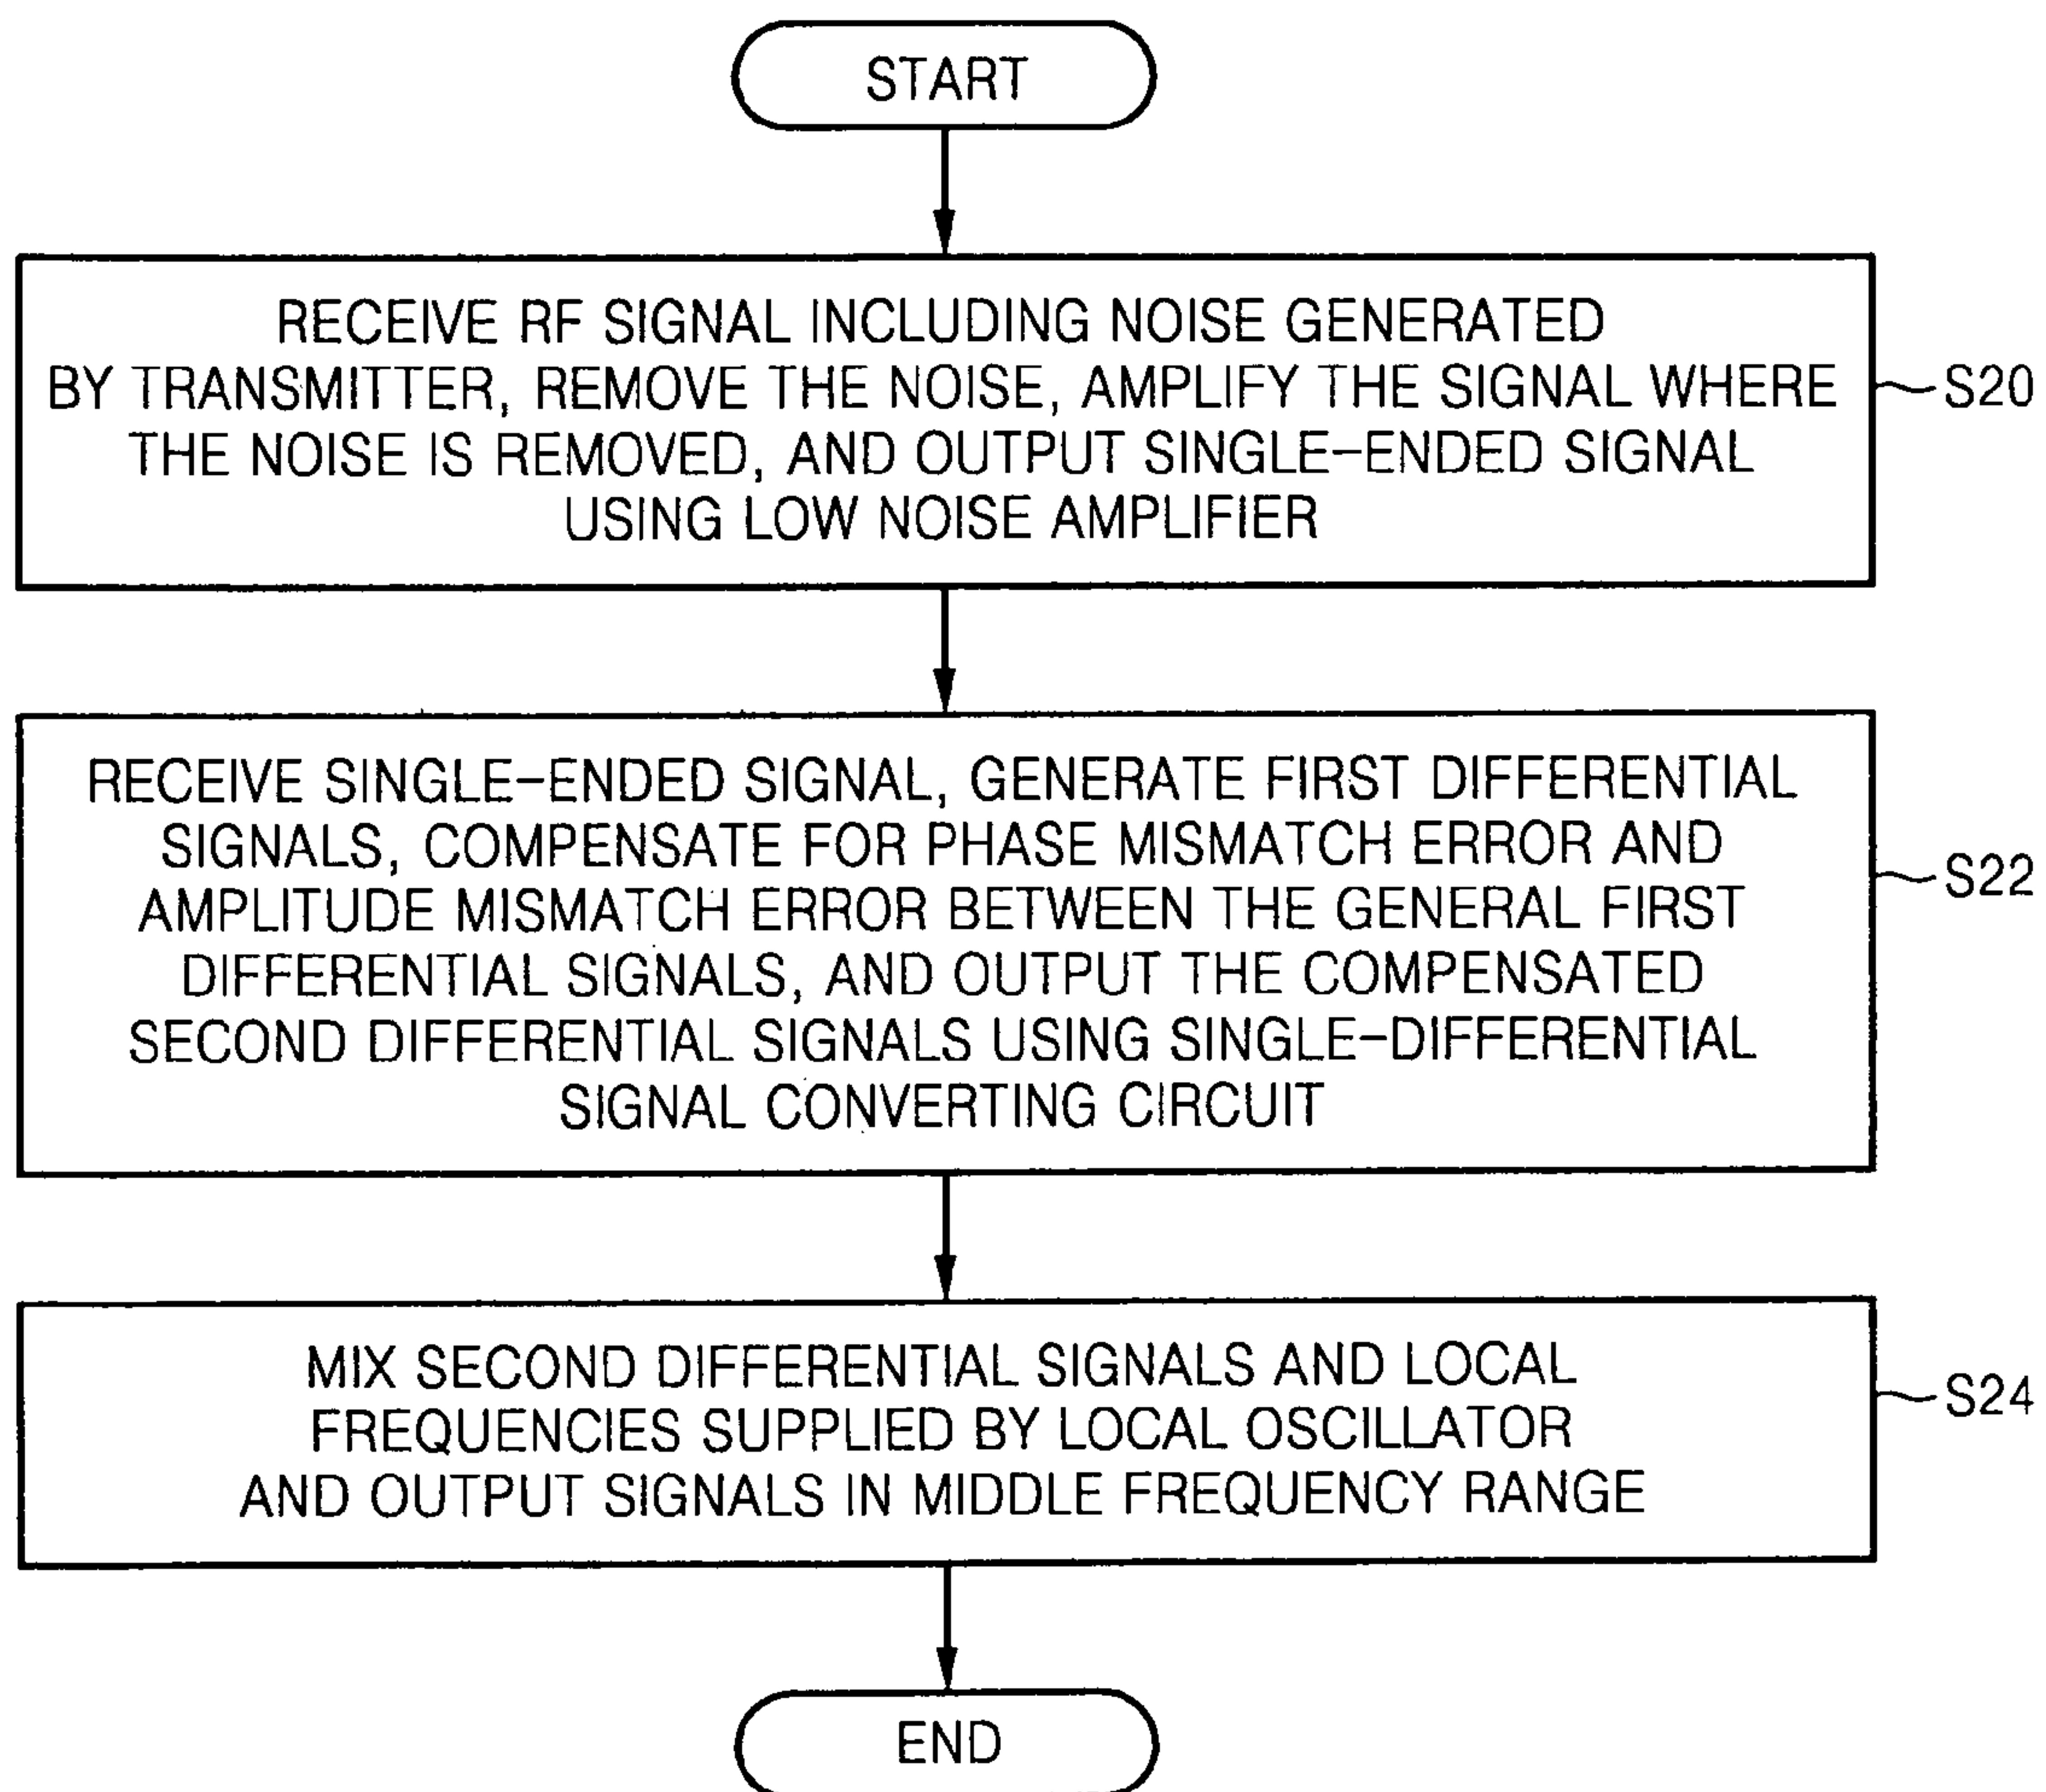 START
RECEIVE RF SIGNAL INCLUDING NOISE GENERATED
BY TRANSMITTER, REMOVE THE NOISE, AMPLIFY THE SIGNAL WHERE
THE NOISE IS REMOVED, AND OUTPUT SINGLE-ENDED SIGNAL
USING LOW NOISE AMPLIFIER
S20
RECEIVE SINGLE-ENDED SIGNAL, GENERATE FIRST DIFFERENTIAL
SIGNALS, COMPENSATE FOR PHASE MISMATCH ERROR AND
AMPLITUDE MISMATCH ERROR BETWEEN THE GENERAL FIRST
DIFFERENTIAL SIGNALS, AND OUTPUT THE COMPENSATED
SECOND DIFFERENTIAL SIGNALS USING SINGLE-DIFFERENTIAL
SIGNAL CONVERTING CIRCUIT
S22
MIX SECOND DIFFERENTIAL SIGNALS AND LOCAL
FREQUENCIES SUPPLIED BY LOCAL OSCILLATOR
AND OUTPUT SIGNALS IN MIDDLE FREQUENCY RANGE
S24
END